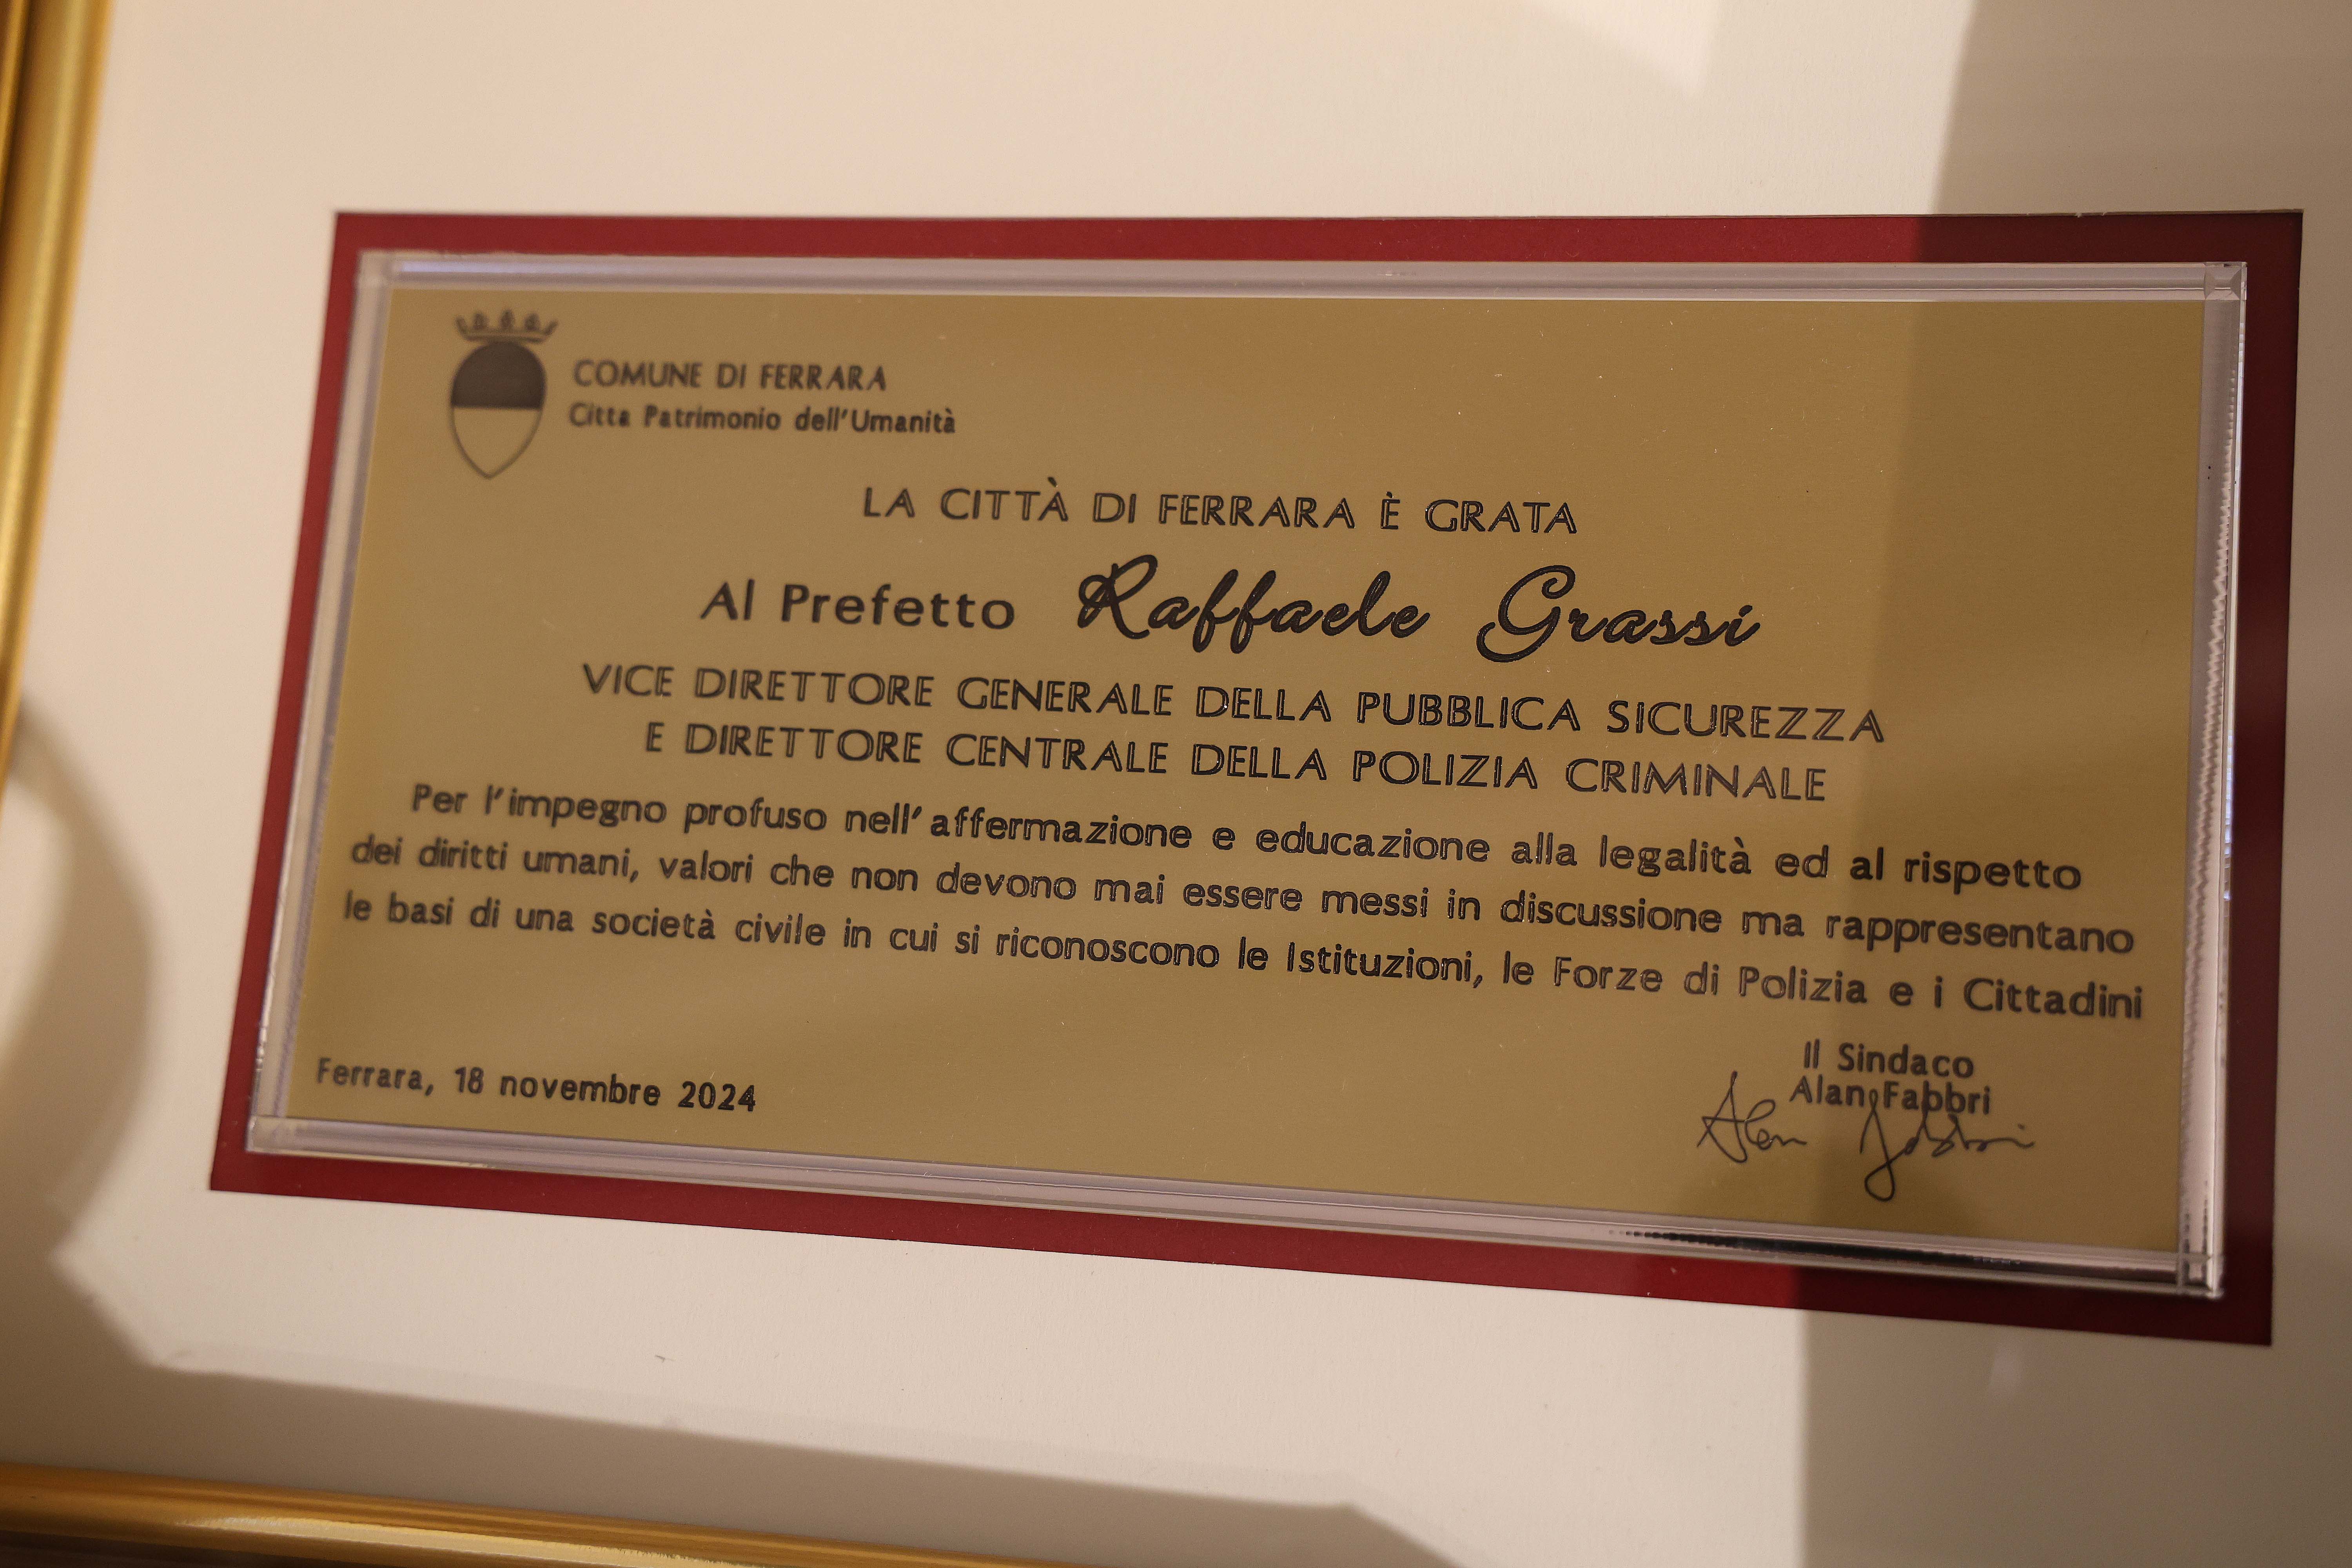 COMUNE DI FERRARA
Citta Patrimonio dell'Umanità
LA CITTÀ DI FERRARA È GRATA
Al Prefetto Raffaele Grassi
VICE DIRETTORE GENERALE DELLA PUBBLICA SICUREZZA
E DIRETTORE CENTRALE DELLA POLIZIA CRIMINALE
Per l'impegno profuso nell'affermazione e educazione alla legalità ed al rispetto
dei diritti umani, valori che non devono mai essere messi in discussione ma rappresentano
le basi di una società civile in cui si riconoscono le Istituzioni, le Forze di Polizia e i Cittadini
Ferrara, 18 novembre 2024
Il Sindaco
Alan Fabbri
Alan Fabbri